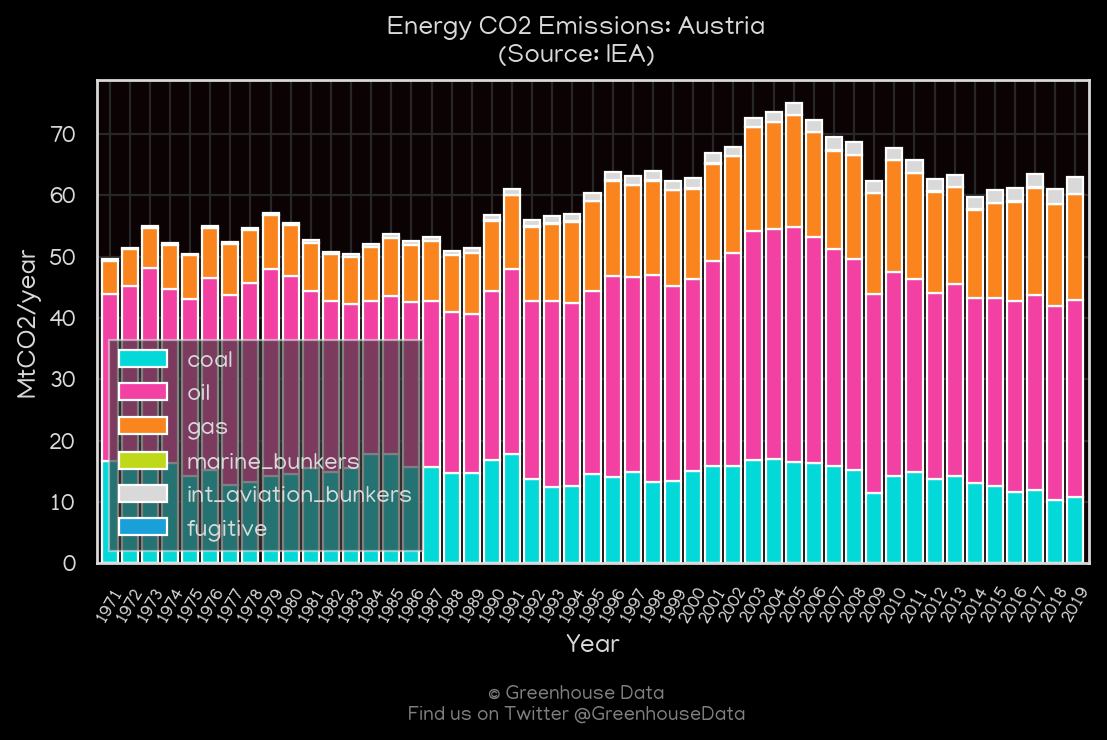 Energy CO2 Emissions: Austria
(Source: IEA)
MtCO2/year
70
60
50
40
30
20
10
0
coal
oil
gas
marine_bunkers
int_aviation_bunkers
fugitive
1971 1972 1973 1974 1975 1976 1977 1978 1979 1980 1981 1982 1983 1984 1985 1986 1987 1988 1989 1990 1991 1992 1993 1994 1995 1996 1997 1998 1999 2000 2001 2002 2003 2004 2005 2006 2007 2008 2009 2010 2011 2012 2013 2014 2015 2016 2017 2018 2019
Year
© Greenhouse Data
Find us on Twitter @GreenhouseData